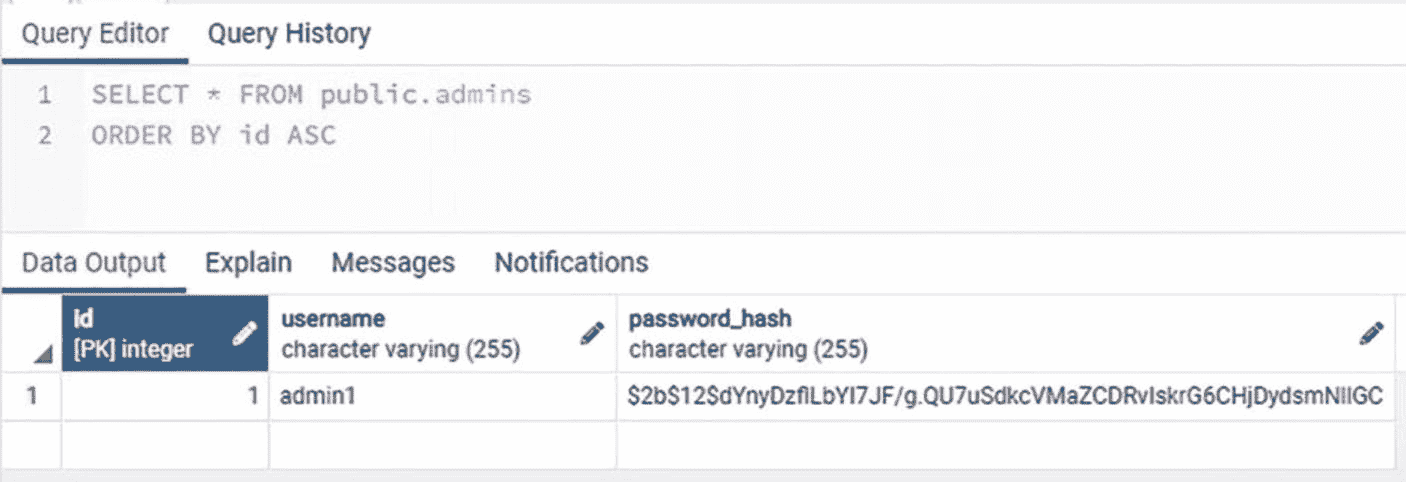 Query Editor Query History
1 SELECT * FROM public.admins
2 ORDER BY id ASC
Data Output Explain Messages Notifications
id username password_hash
[PK] integer character varying (255) character varying (255)
1 1 admin1